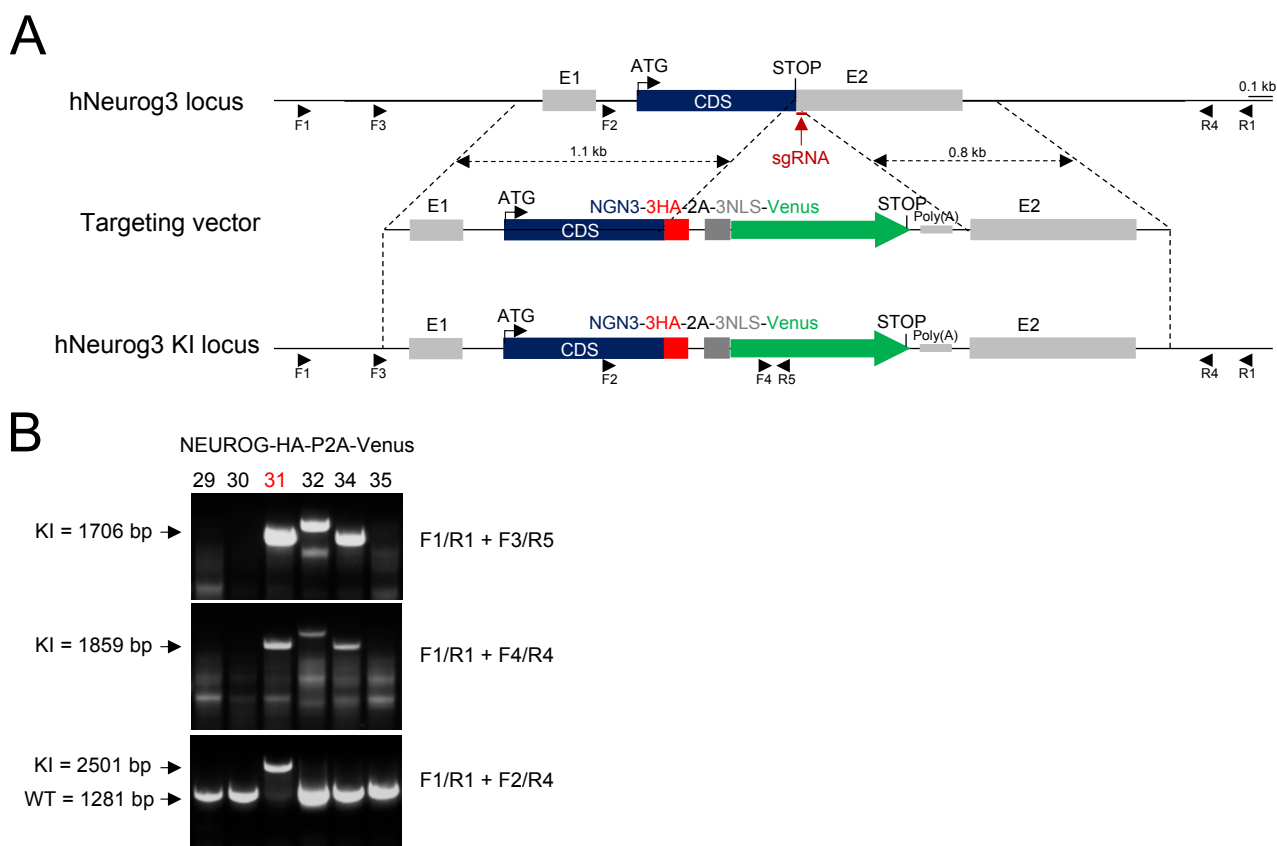 A
ATG
STOP
E1
E2
hNeurog3 locus
CDS
0.1 kb
F1
F3
F2
R4
R1
1.1 kb
sgRNA
0.8 kb
Targeting vector
E1
ATG
NGN3-3HA-2A-3NLS-Venus
STOP
Poly(A)
E2
CDS
hNeurog3 KI locus
E1
ATG
NGN3-3HA-2A-3NLS-Venus
STOP
Poly(A)
E2
CDS
F1
F3
F2
F4
R5
R4
R1
B
NEUROG-HA-P2A-Venus
29 30 31 32 34 35
KI = 1706 bp
F1/R1 + F3/R5
KI = 1859 bp
F1/R1 + F4/R4
KI = 2501 bp
WT = 1281 bp
F1/R1 + F2/R4